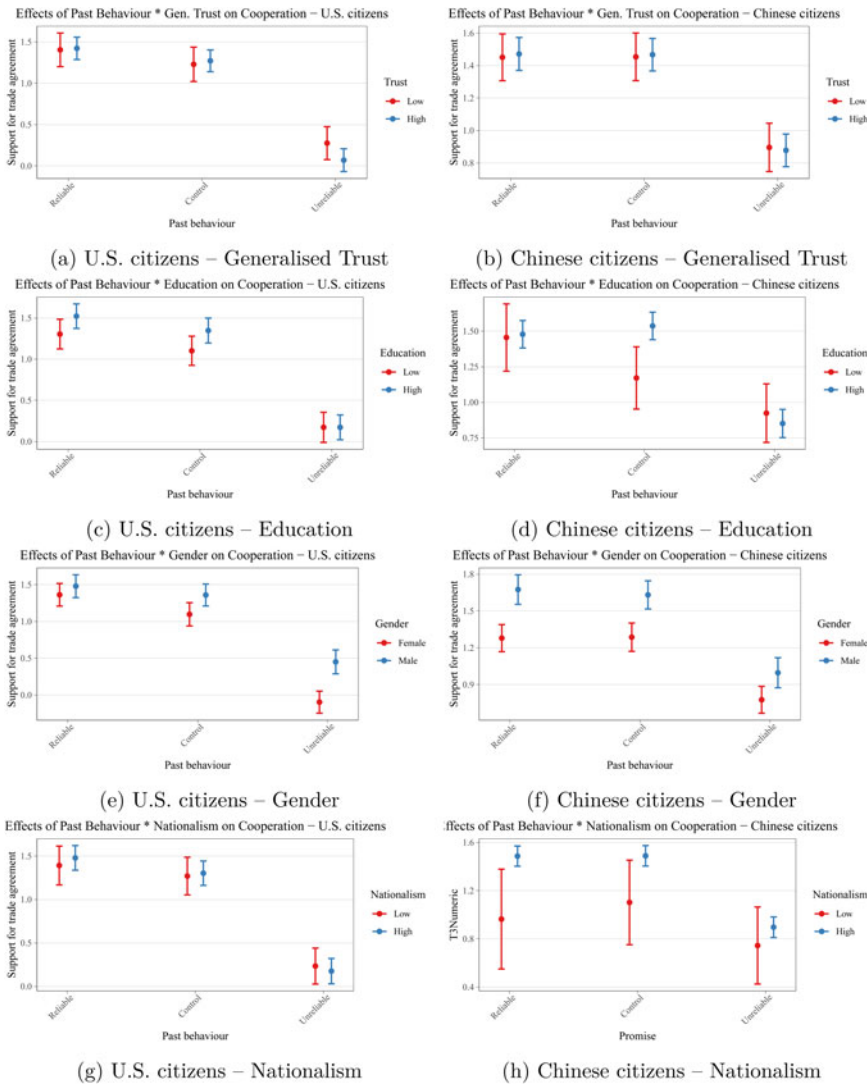 Effects of Past Behaviour * Gen. Trust on Cooperation − U.S. citizens
Support for trade agreement
1.5
1.0
0.5
0.0
Reliable
Control
Unreliable
Past behaviour
Trust
Low
High
(a) U.S. citizens – Generalised Trust
Effects of Past Behaviour * Gen. Trust on Cooperation − Chinese citizens
Support for trade agreement
1.6
1.4
1.2
1.0
0.8
Reliable
Control
Unreliable
Past behaviour
Trust
Low
High
(b) Chinese citizens – Generalised Trust
Effects of Past Behaviour * Education on Cooperation − U.S. citizens
Support for trade agreement
1.5
1.0
0.5
0.0
Reliable
Control
Unreliable
Past behaviour
Education
Low
High
(c) U.S. citizens – Education
Effects of Past Behaviour * Education on Cooperation − Chinese citizens
Support for trade agreement
1.50
1.25
1.00
0.75
Reliable
Control
Unreliable
Past behaviour
Education
Low
High
(d) Chinese citizens – Education
Effects of Past Behaviour * Gender on Cooperation − U.S. citizens
Support for trade agreement
1.5
1.0
0.5
0.0
Reliable
Control
Unreliable
Past behaviour
Gender
Female
Male
(e) U.S. citizens – Gender
Effects of Past Behaviour * Gender on Cooperation − Chinese citizens
Support for trade agreement
1.8
1.5
1.2
0.9
Reliable
Control
Unreliable
Past behaviour
Gender
Female
Male
(f) Chinese citizens – Gender
Effects of Past Behaviour * Nationalism on Cooperation − U.S. citizens
Support for trade agreement
1.5
1.0
0.5
0.0
Reliable
Control
Unreliable
Past behaviour
Nationalism
Low
High
(g) U.S. citizens – Nationalism
ffects of Past Behaviour * Nationalism on Cooperation − Chinese citizens
T3Numeric
1.6
1.2
0.8
0.4
Reliable
Control
Unreliable
Promise
Nationalism
Low
High
(h) Chinese citizens – Nationalism